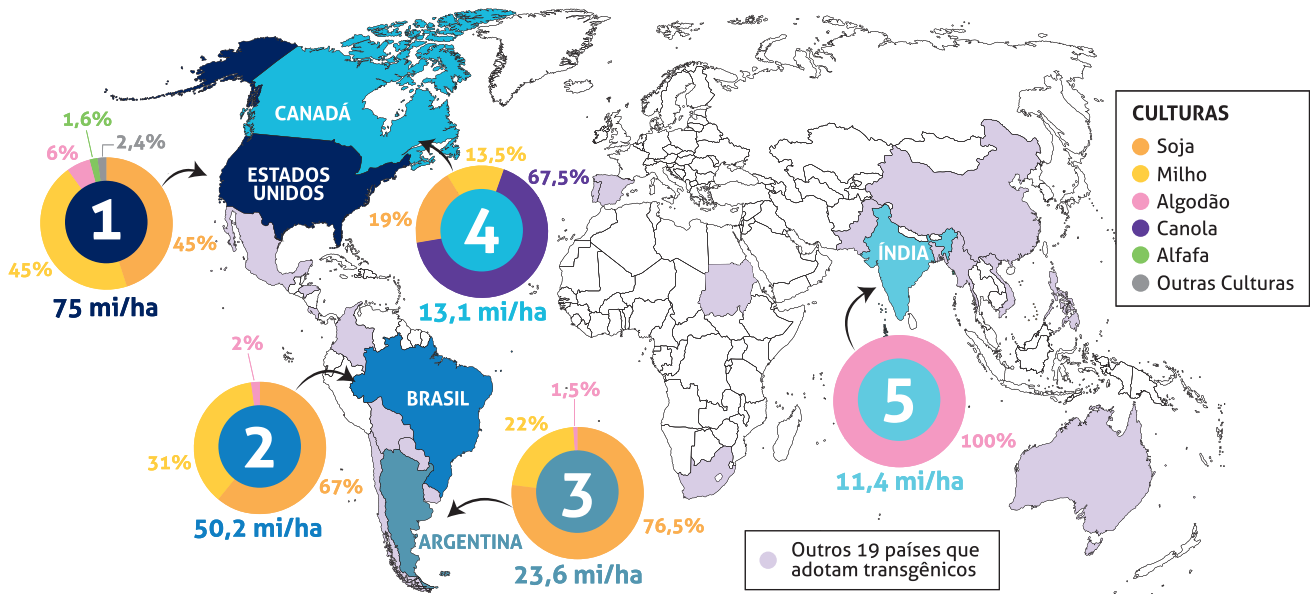 CANADÁ
ESTADOS
UNIDOS
1,6%
2,4%
6%
1
45%
45%
75 mi/ha
13,5%
67,5%
19%
4
13,1 mi/ha
ÍNDIA
CULTURAS
Soja
Milho
Algodão
Canola
Alfafa
Outras Culturas
2%
2
31%
67%
50,2 mi/ha
BRASIL
1,5%
22%
3
76,5%
ARGENTINA
23,6 mi/ha
5
100%
11,4 mi/ha
Outros 19 países que
adotam transgênicos